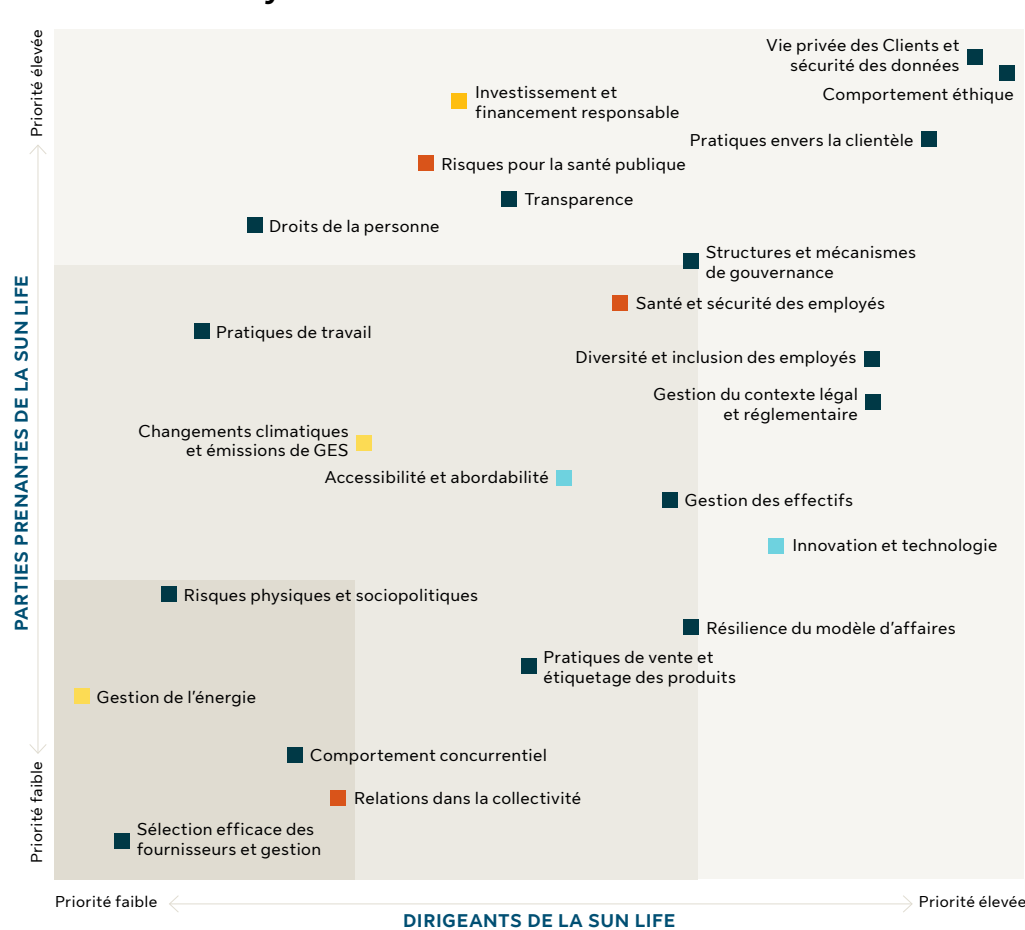 Priorité élevée
Vie privée des Clients et
sécurité des données
Comportement éthique
Investissement et
financement responsable
Pratiques envers la clientèle
Risques pour la santé publique
Transparence
Droits de la personne
Structures et mécanismes
de gouvernance
Santé et sécurité des employés
Pratiques de travail
Diversité et inclusion des employés
Gestion du contexte légal
et réglementaire
Changements climatiques
et émissions de GES
Accessibilité et abordabilité
Gestion des effectifs
Innovation et technologie
PARTIES PRENANTES DE LA SUN LIFE
Risques physiques et sociopolitiques
Résilience du modèle d'affaires
Pratiques de vente et
étiquetage des produits
Gestion de l'énergie
Comportement concurrentiel
Relations dans la collectivité
Sélection efficace des
fournisseurs et gestion
Priorité faible
Priorité faible
Priorité élevée
DIRIGEANTS DE LA SUN LIFE